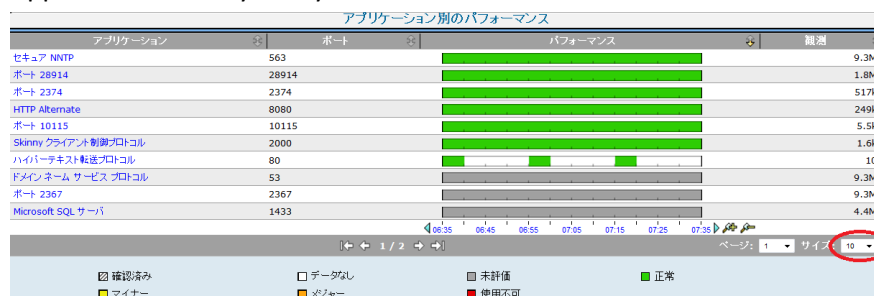 アプリケーション別のパフォーマンス
アプリケーション ポート パフォーマンス 観測
セキュア NNTP 563 9.3M
ポート 28914 28914 1.8M
ポート 2374 2374 517k
HTTP Alternate 8080 249k
ポート 10115 10115 5.5k
Skinny クライアント制御プロトコル 2000 1.6k
ハイパーテキスト転送プロトコル 80 10
ドメイン ネーム サービス プロトコル 53 9.3M
ポート 2367 2367 9.3M
Microsoft SQL サーバ 1433 4.4M
06:35 06:45 06:55 07:05 07:15 07:25 07:35
1 / 2 ページ: 1 サイズ: 10
確認済み データなし 未評価 正常
マイナー メジャー 使用不可